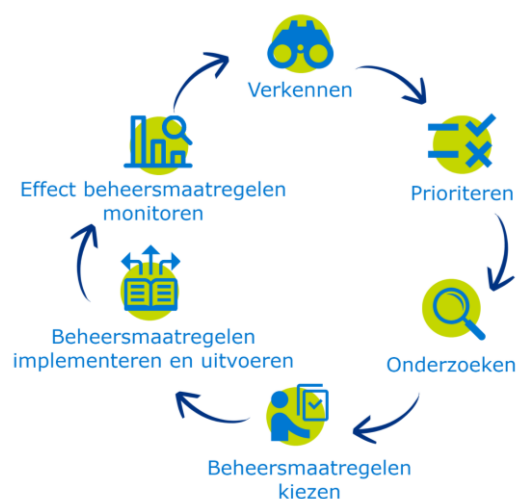 Verkennen
Prioriteren
Onderzoeken
Beheersmaatregelen
kiezen
Beheersmaatregelen
implementeren en uitvoeren
Effect beheersmaatregelen
monitoren